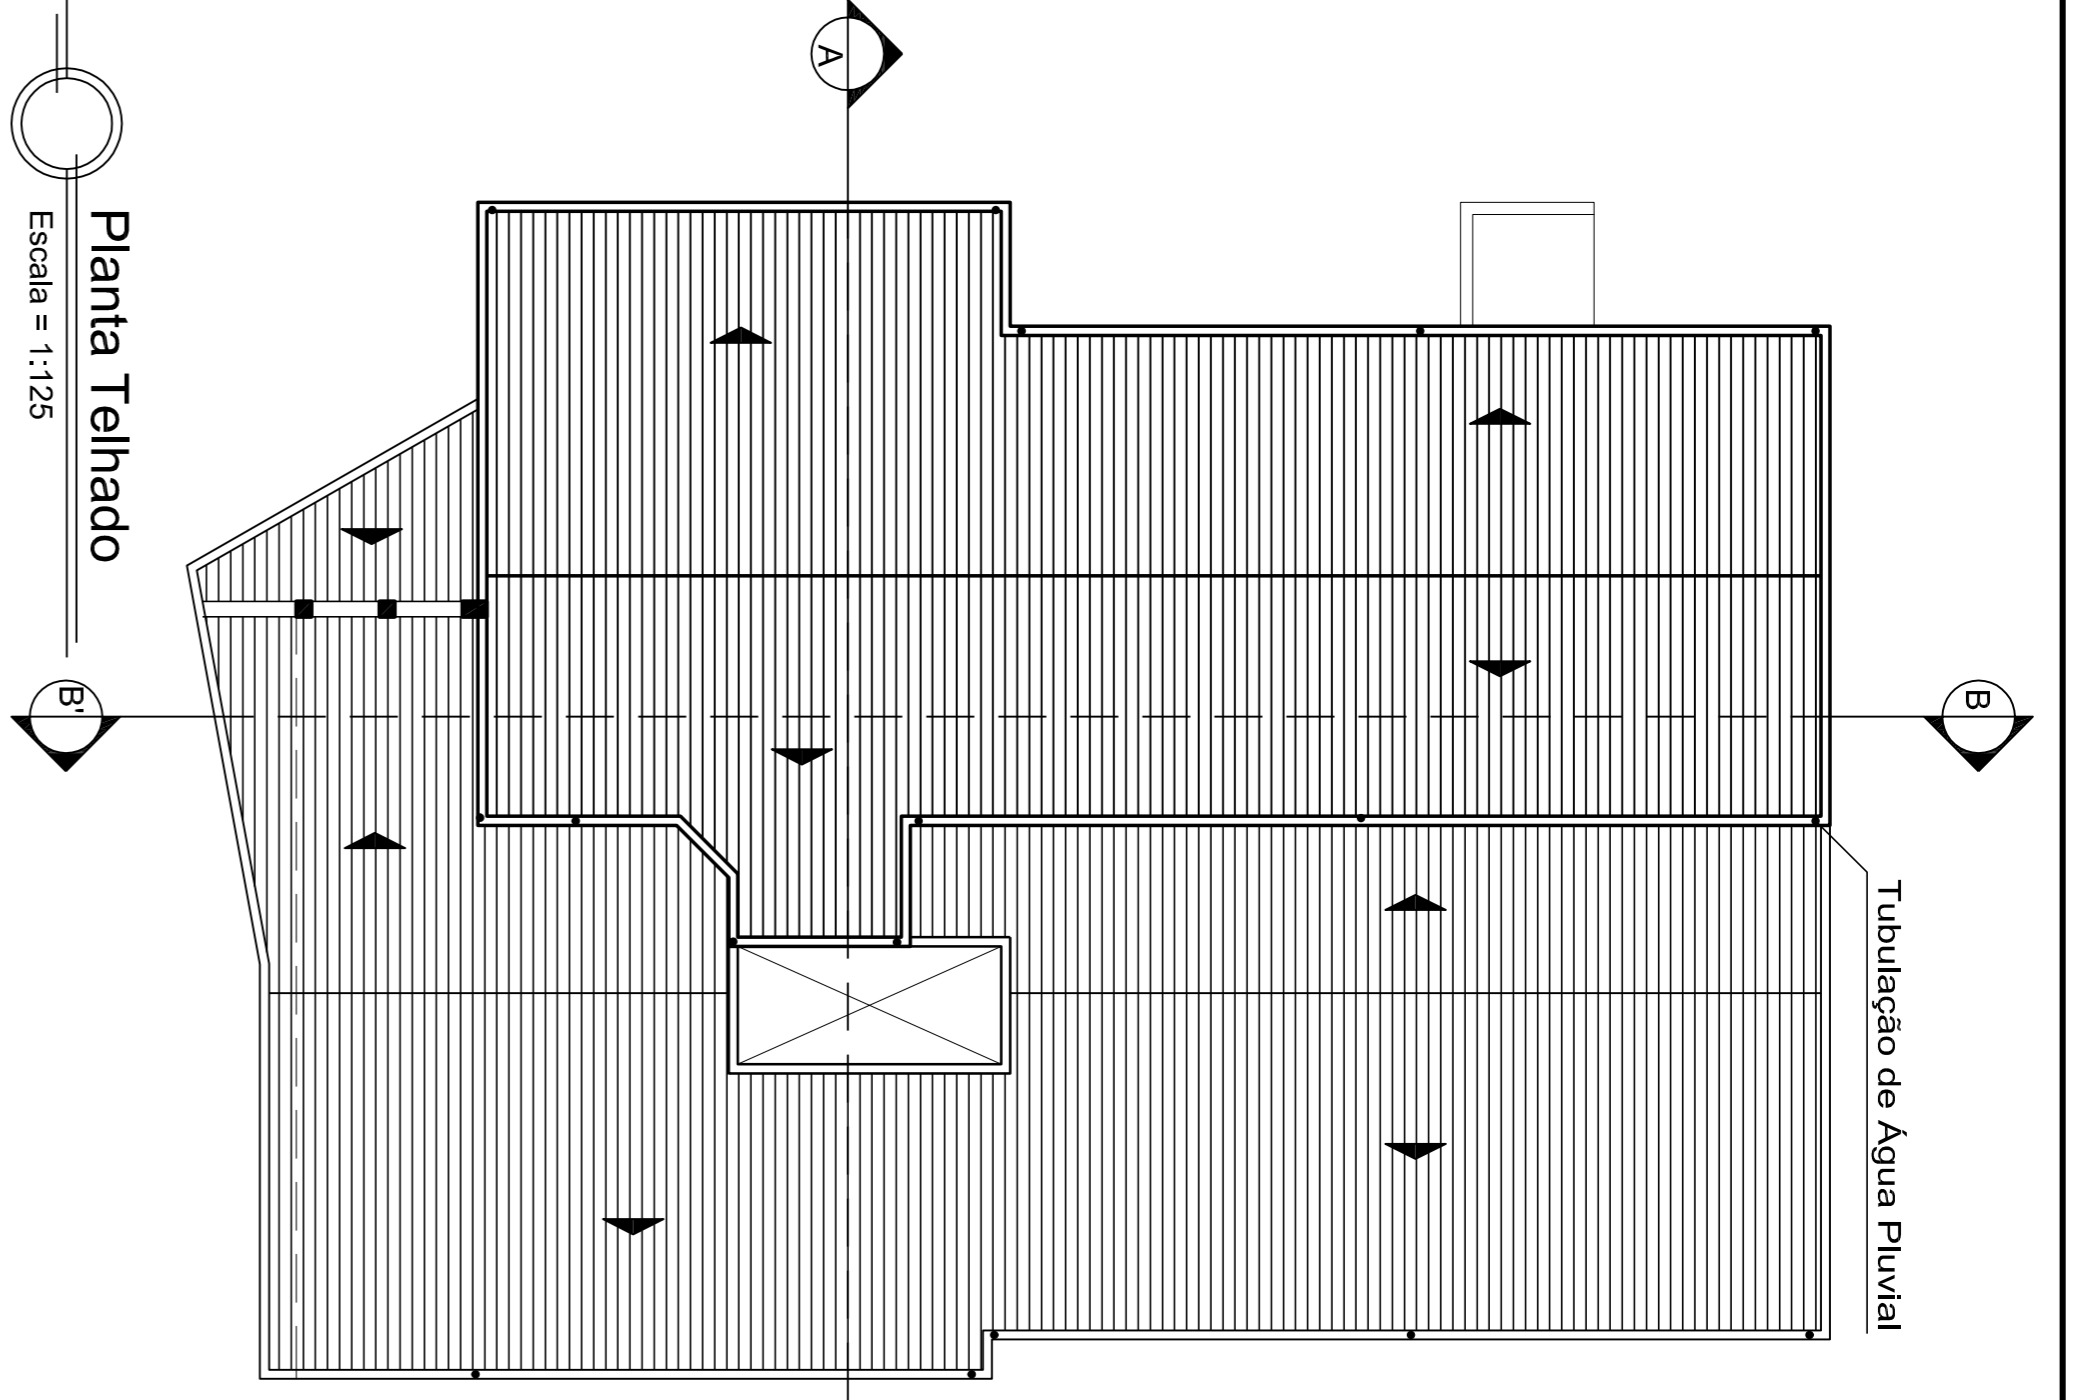 A
Planta Telhado
Escala = 1:125
B'
B
Tubulação de Água Pluvial